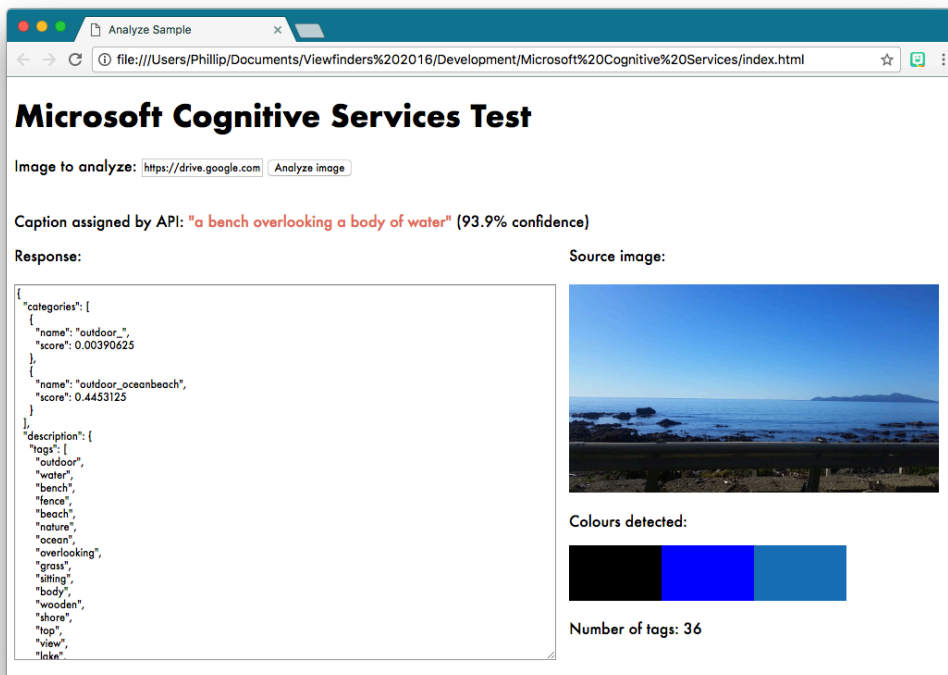 Analyze Sample
file:///Users/Phillip/Documents/Viewfinders%202016/Development/Microsoft%20Cognitive%20Services/index.html
Microsoft Cognitive Services Test
Image to analyze: https://drive.google.com Analyze image
Caption assigned by API: "a bench overlooking a body of water" (93.9% confidence)
Response:
{
"categories": [
{
"name": "outdoor_",
"score": 0.00390625
},
{
"name": "outdoor_oceanbeach",
"score": 0.4453125
}
],
"description": {
"tags": [
"outdoor",
"water",
"bench",
"fence",
"beach",
"nature",
"ocean",
"overlooking",
"grass",
"sitting",
"body",
"wooden",
"shore",
"top",
"view",
"lake",
Source image:
Colours detected:
Number of tags: 36